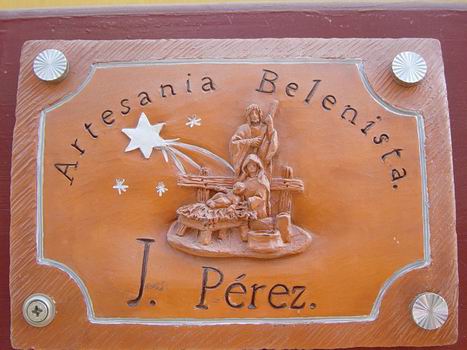 Artesania Belenista.
J. Pérez.